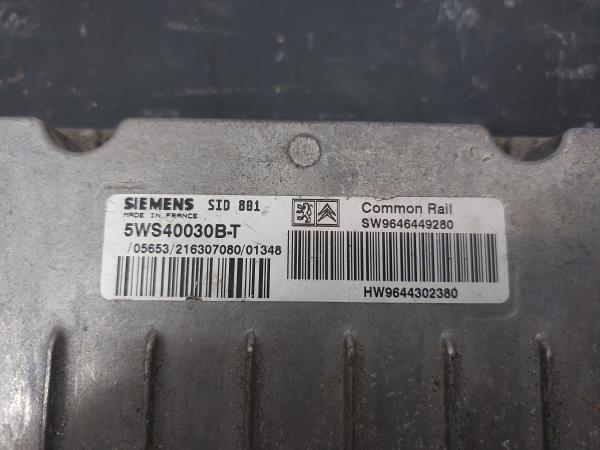 SIEMENS SID 801
MADE IN FRANCE
5WS40030B-T
/05653/216307080/01348
Common Rail
SW9646449280
HW9644302380